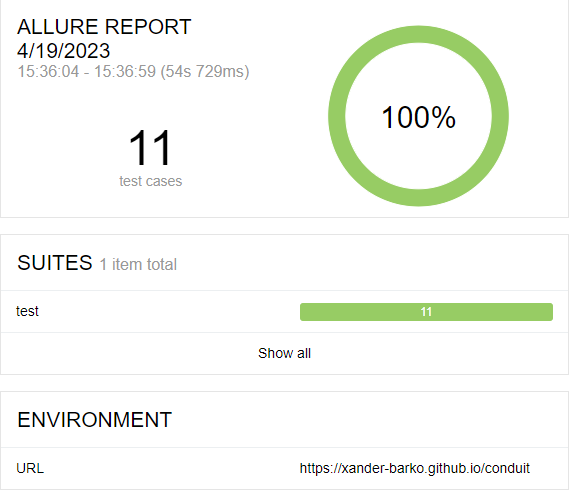 ALLURE REPORT
4/19/2023
15:36:04 - 15:36:59 (54s 729ms)
11
test cases
100%
SUITES 1 item total
test 11
Show all
ENVIRONMENT
URL https://xander-barko.github.io/conduit